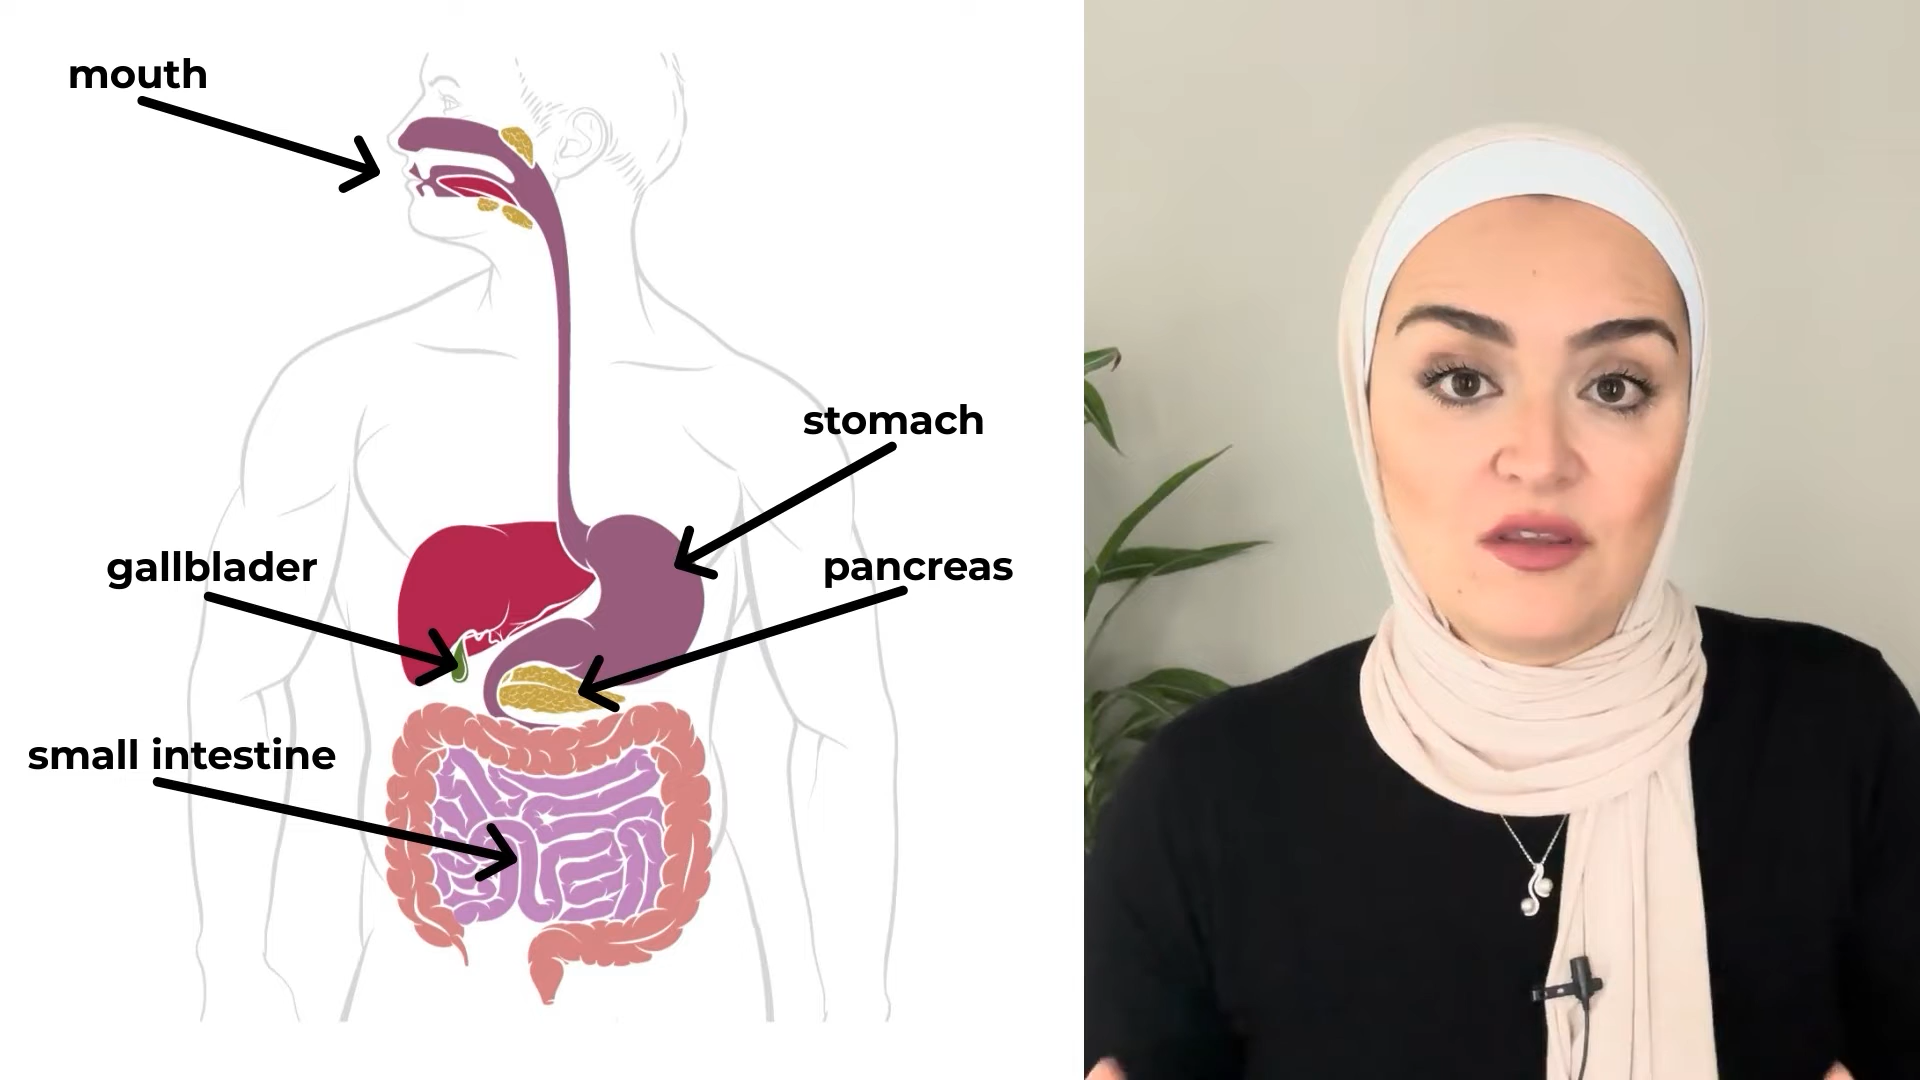 mouth
stomach
gallblader
pancreas
small intestine